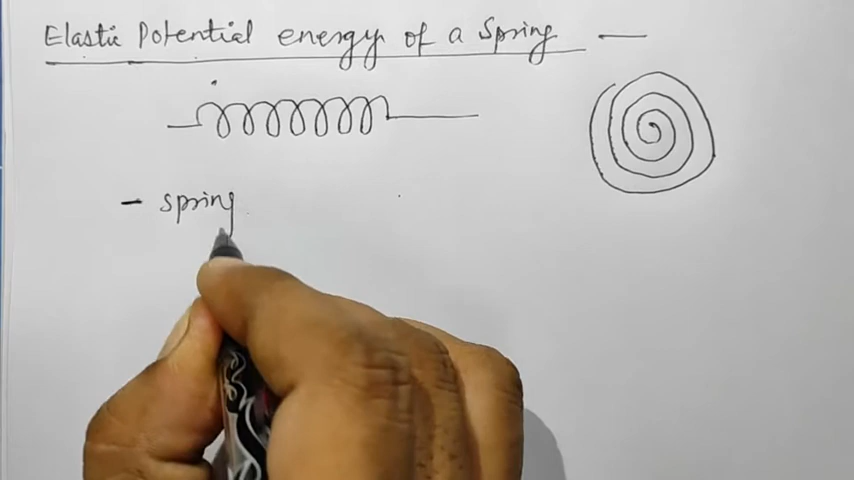 Elastic Potential energy of a Spring —
- spring